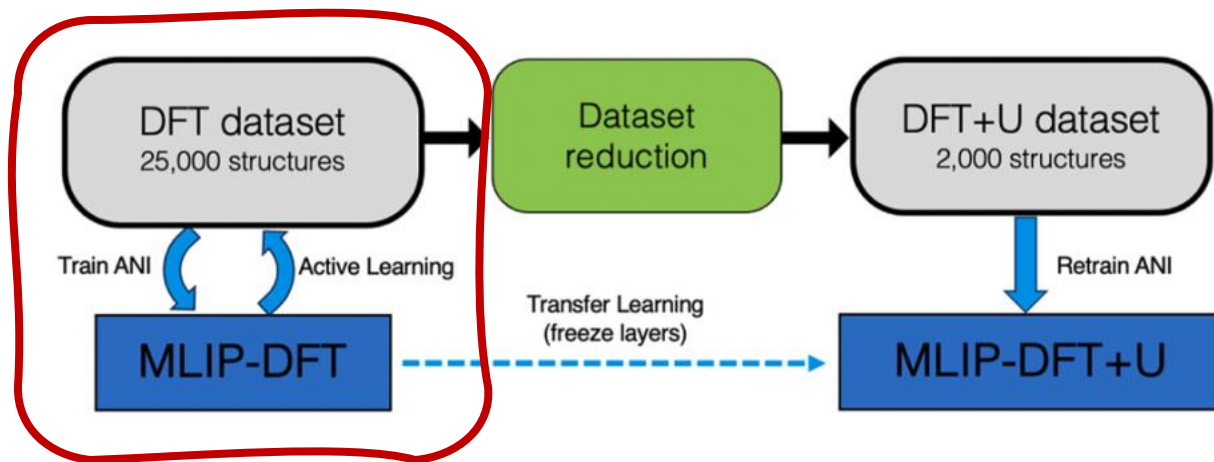 DFT dataset
25,000 structures
Dataset
reduction
DFT+U dataset
2,000 structures
Train ANI
Active Learning
Retrain ANI
Transfer Learning
(freeze layers)
MLIP-DFT
MLIP-DFT+U